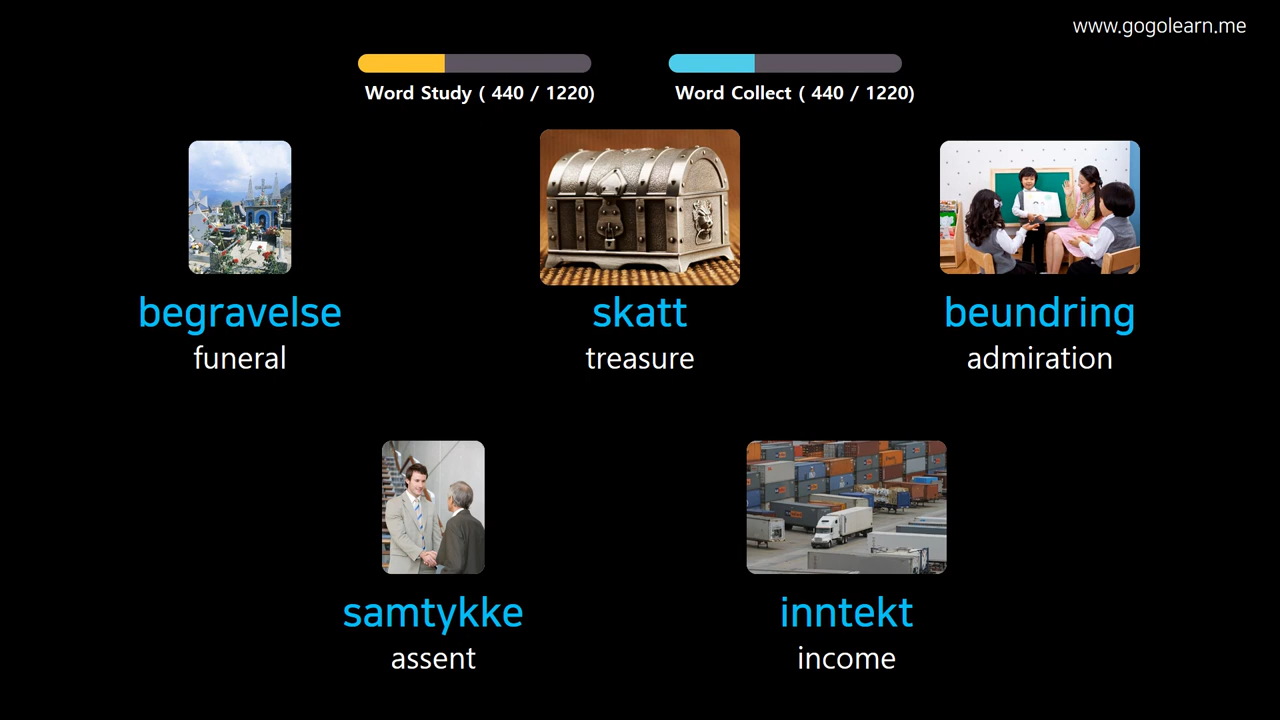 www.gogolearn.me
Word Study ( 440 / 1220)
Word Collect ( 440 / 1220)
begravelse
funeral
skatt
treasure
beundring
admiration
samtykke
assent
inntekt
income